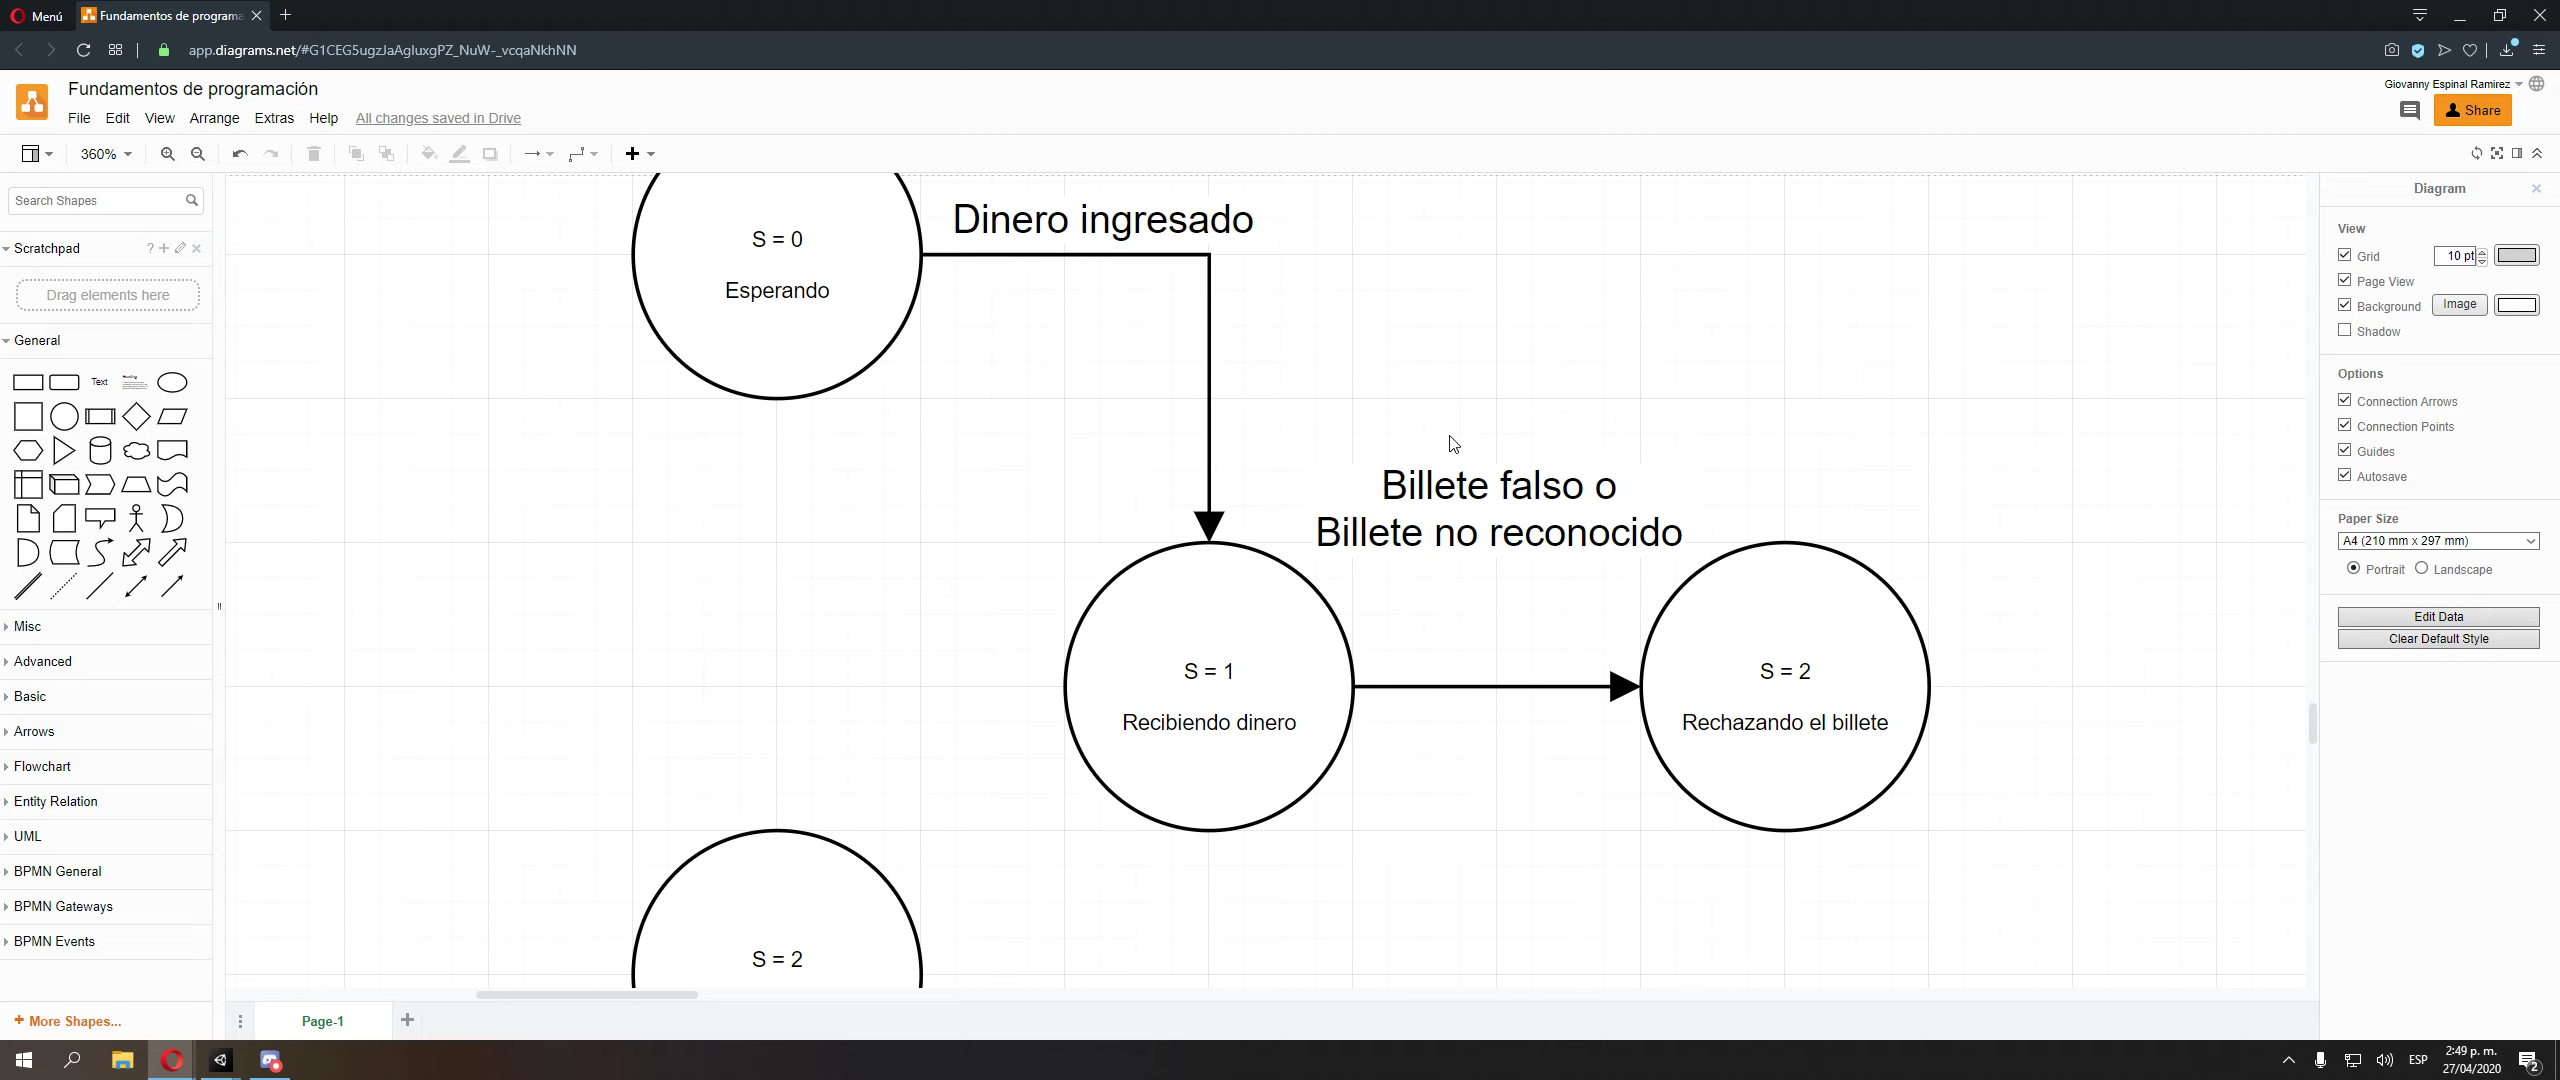 Menú
Fundamentos de programa
app.diagrams.net/#G1CEG5ugzJaAgluxgPZ_NuW-_vcqaNkhNN
Fundamentos de programación
Giovanny Espinal Ramirez
File Edit View Arrange Extras Help All changes saved in Drive
Share
360%
Search Shapes
Scratchpad
?
Drag elements here
General
Text
Heading
Misc
Advanced
Basic
Arrows
Flowchart
Entity Relation
UML
BPMN General
BPMN Gateways
BPMN Events
+ More Shapes...
S = 0
Esperando
Dinero ingresado
Billete falso o
Billete no reconocido
S = 1
Recibiendo dinero
S = 2
Rechazando el billete
S = 2
Page-1
Diagram
View
Grid 10 pt
Page View
Background Image
Shadow
Options
Connection Arrows
Connection Points
Guides
Autosave
Paper Size
A4 (210 mm x 297 mm)
Portrait Landscape
Edit Data
Clear Default Style
ESP
2:49 p. m.
27/04/2020
2